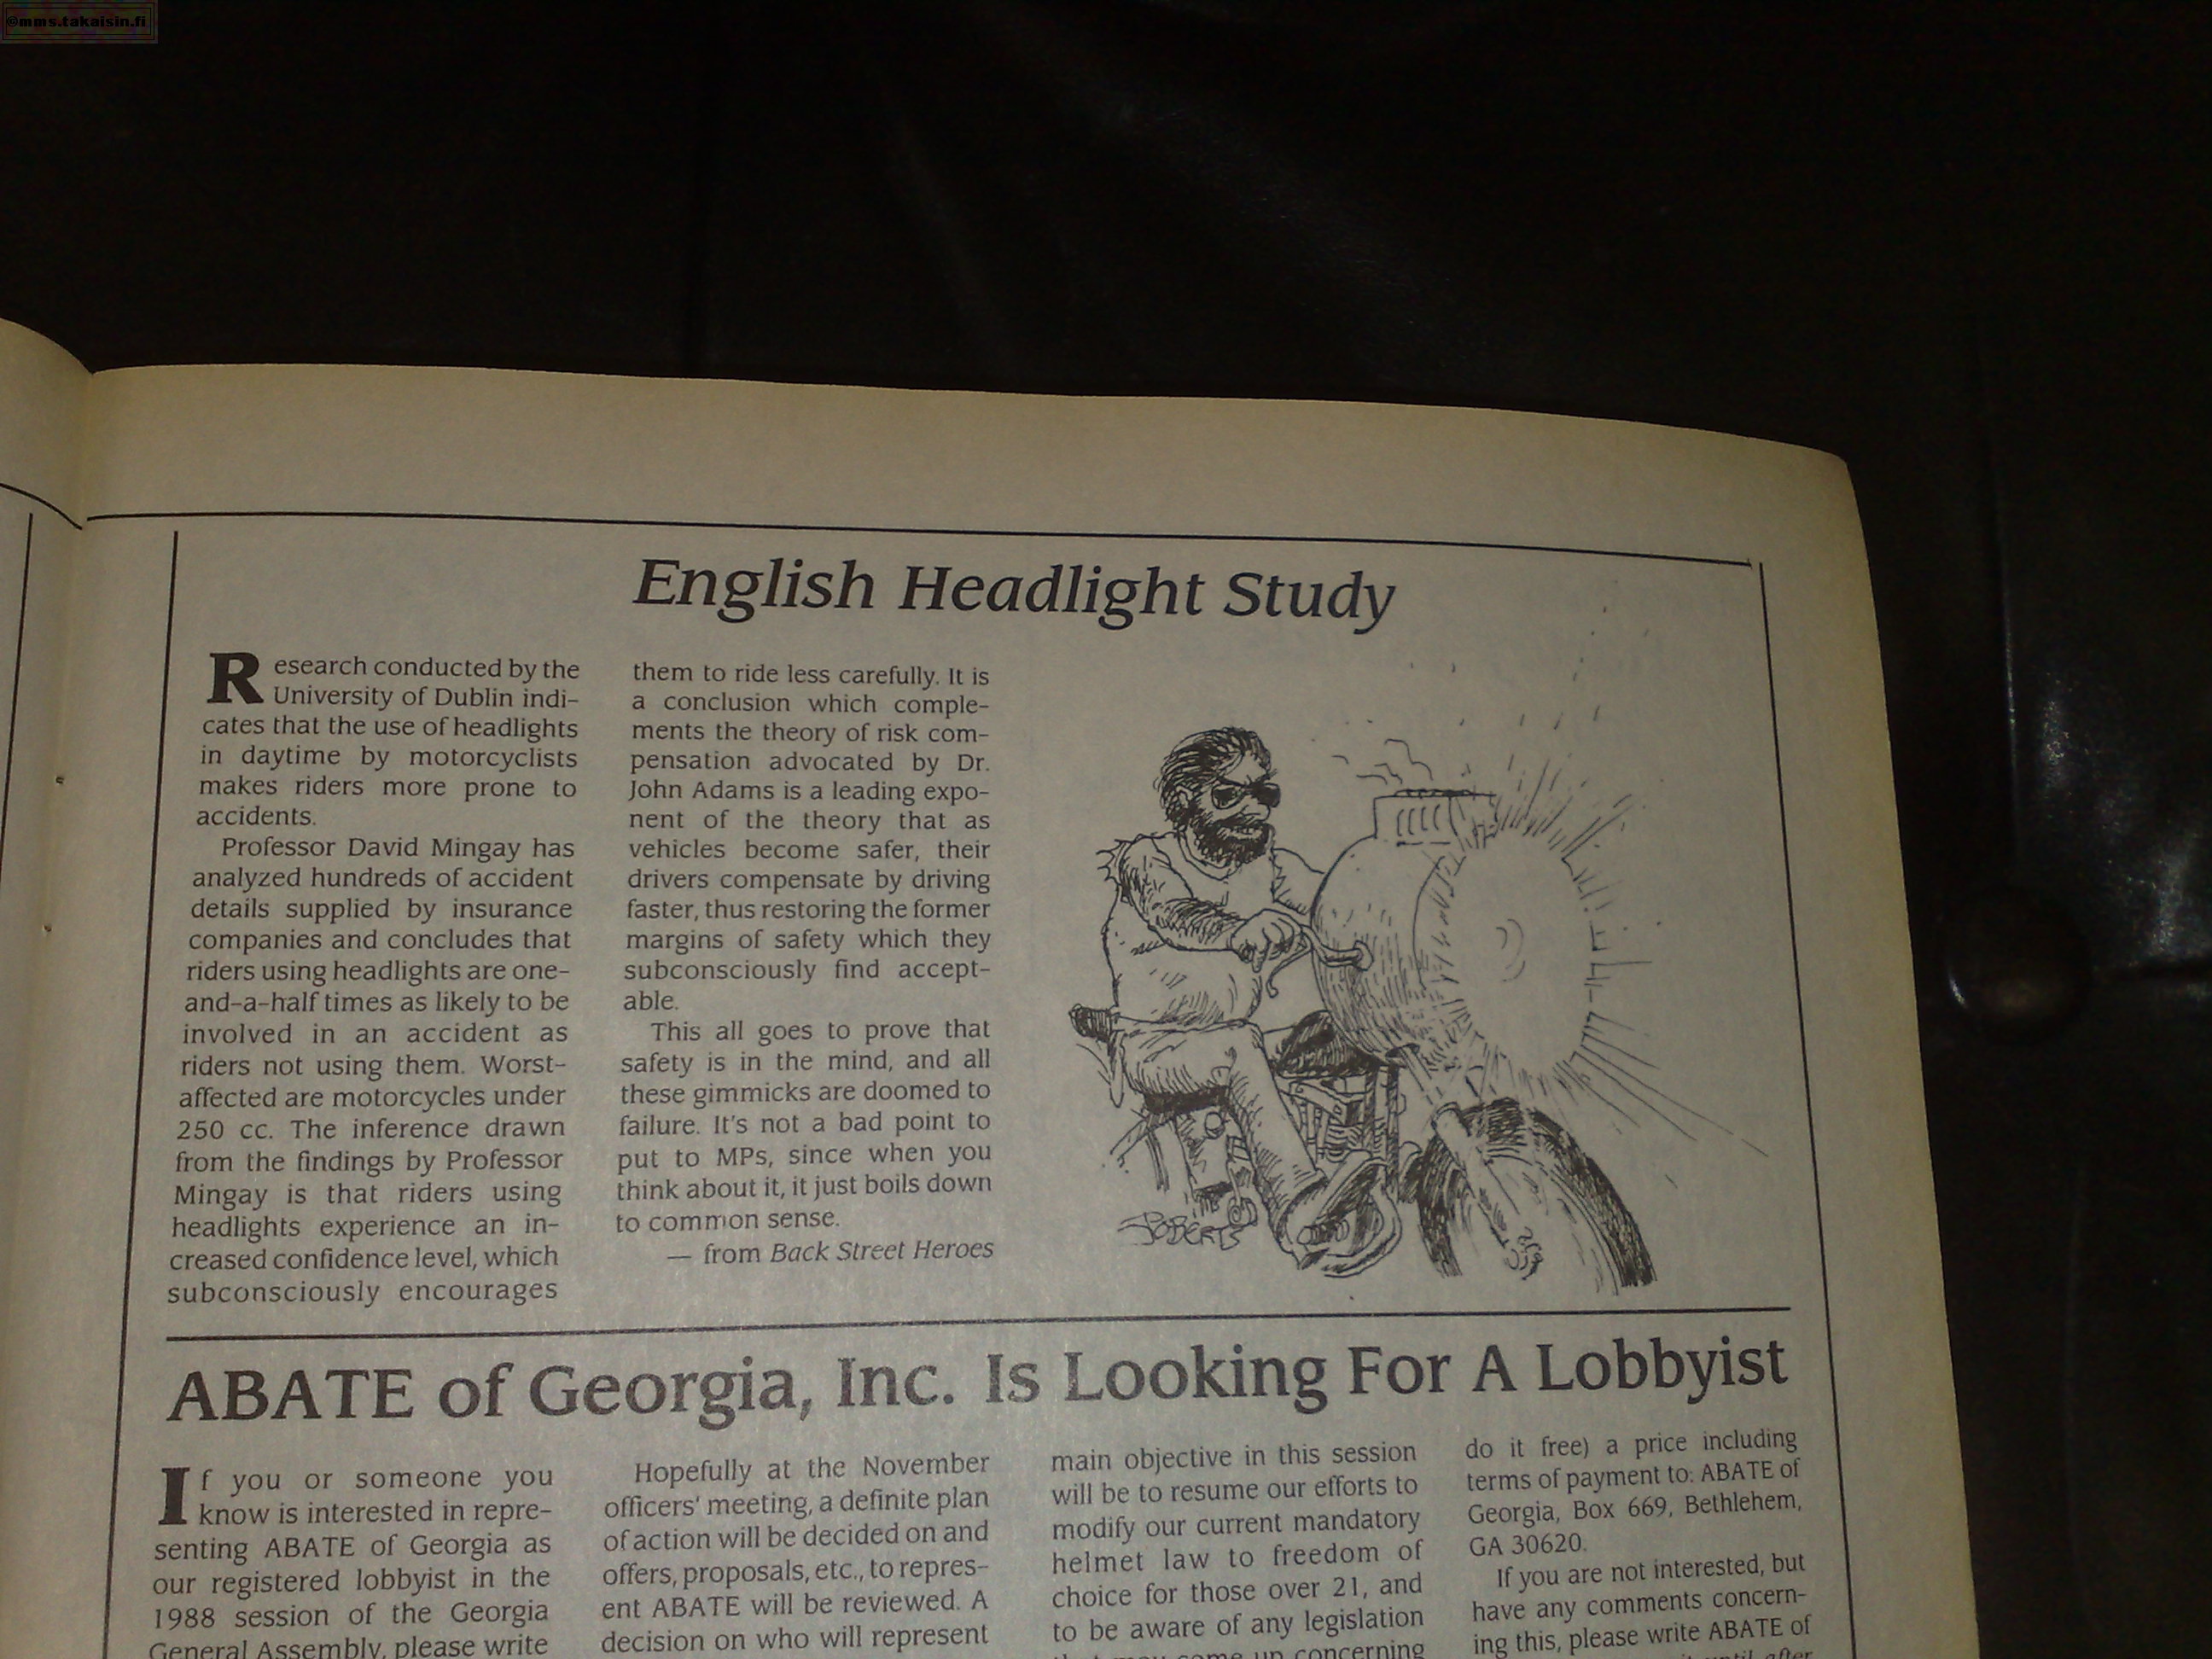 ©mms.takaisin.fi
English Headlight Study
Research conducted by the
University of Dublin indi-
cates that the use of headlights
in daytime by motorcyclists
makes riders more prone to
accidents.
Professor David Mingay has
analyzed hundreds of accident
details supplied by insurance
companies and concludes that
riders using headlights are one-
and-a-half times as likely to be
involved in an accident as
riders not using them. Worst-
affected are motorcycles under
250 cc. The inference drawn
from the findings by Professor
Mingay is that riders using
headlights experience an in-
creased confidence level, which
subconsciously encourages
them to ride less carefully. It is
a conclusion which comple-
ments the theory of risk com-
pensation advocated by Dr.
John Adams is a leading expo-
nent of the theory that as
vehicles become safer, their
drivers compensate by driving
faster, thus restoring the former
margins of safety which they
subconsciously find accept-
able.
This all goes to prove that
safety is in the mind, and all
these gimmicks are doomed to
failure. It's not a bad point to
put to MPs, since when you
think about it, it just boils down
to common sense.
— from Back Street Heroes
ROBERTS
ABATE of Georgia, Inc. Is Looking For A Lobbyist
If you or someone you
know is interested in repre-
senting ABATE of Georgia as
our registered lobbyist in the
1988 session of the Georgia
General Assembly, please write
Hopefully at the November
officers' meeting, a definite plan
of action will be decided on and
offers, proposals, etc., to repres-
ent ABATE will be reviewed. A
decision on who will represent
main objective in this session
will be to resume our efforts to
modify our current mandatory
helmet law to freedom of
choice for those over 21, and
to be aware of any legislation
that may come up concerning
do it free) a price including
terms of payment to: ABATE of
Georgia, Box 669, Bethlehem,
GA 30620.
If you are not interested, but
have any comments concern-
ing this, please write ABATE of
until after